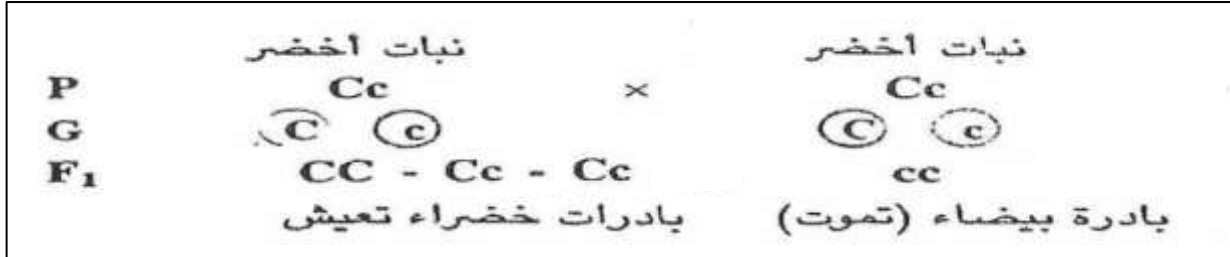 نبات أخضر نبات أخضر
P Cc × Cc
G C c C c
F₁ CC - Cc - Cc cc
بادرات خضراء تعيش بادرة بيضاء (تموت)